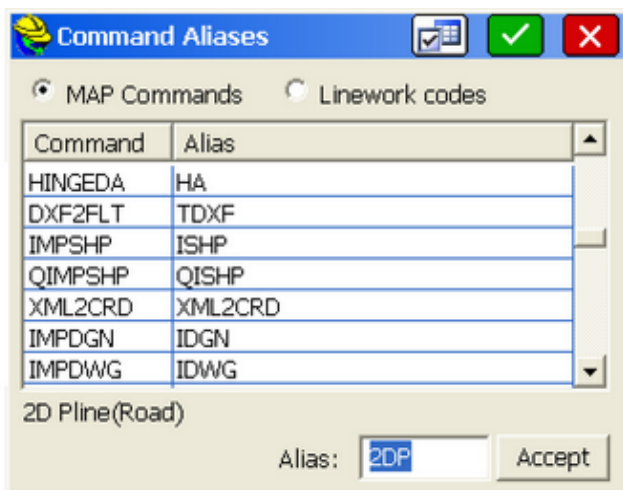 Command Aliases
MAP Commands Linework codes
Command Alias
HINGEDA HA
DXF2FLT TDXF
IMPSHP ISHP
QIMPSHP QISHP
XML2CRD XML2CRD
IMPDGN IDGN
IMPDWG IDWG
2D Pline(Road)
Alias: 2DP Accept